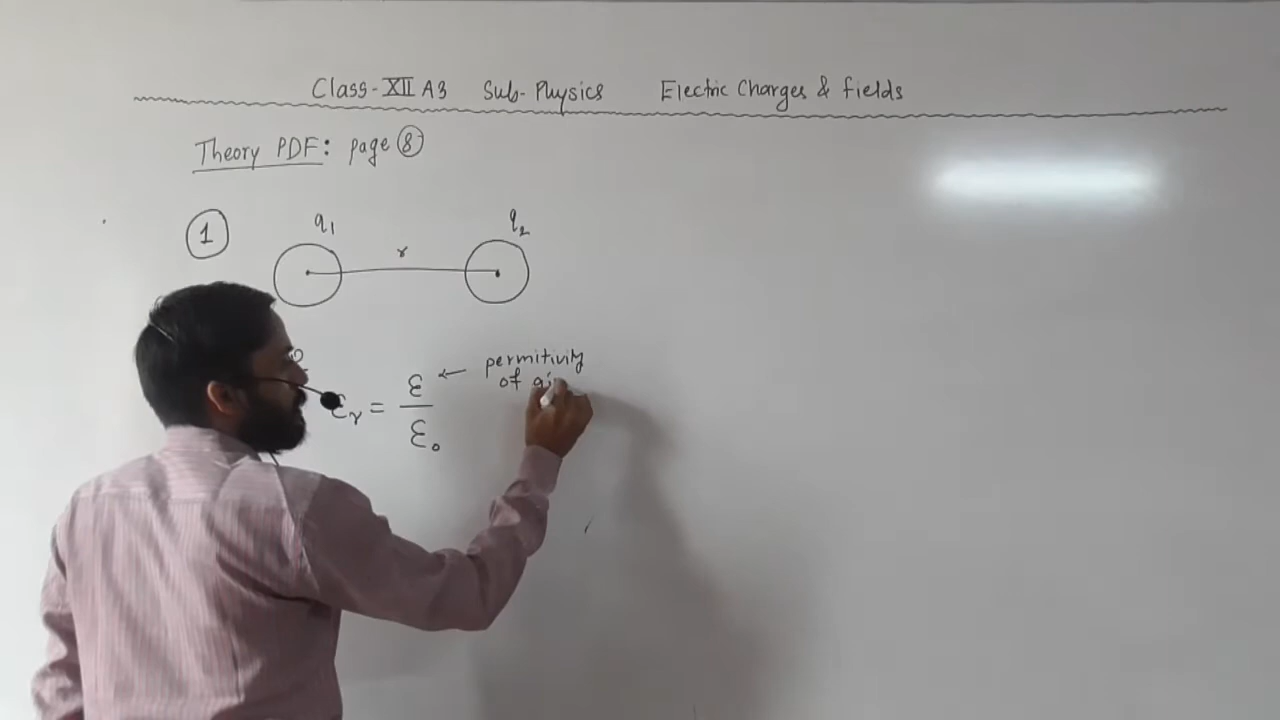 Class-XII A3 Sub-Physics Electric Charges & fields
Theory PDF: page 8
1
q₁ q₂
r
εᵣ = ε / ε₀ ← permitivity
of